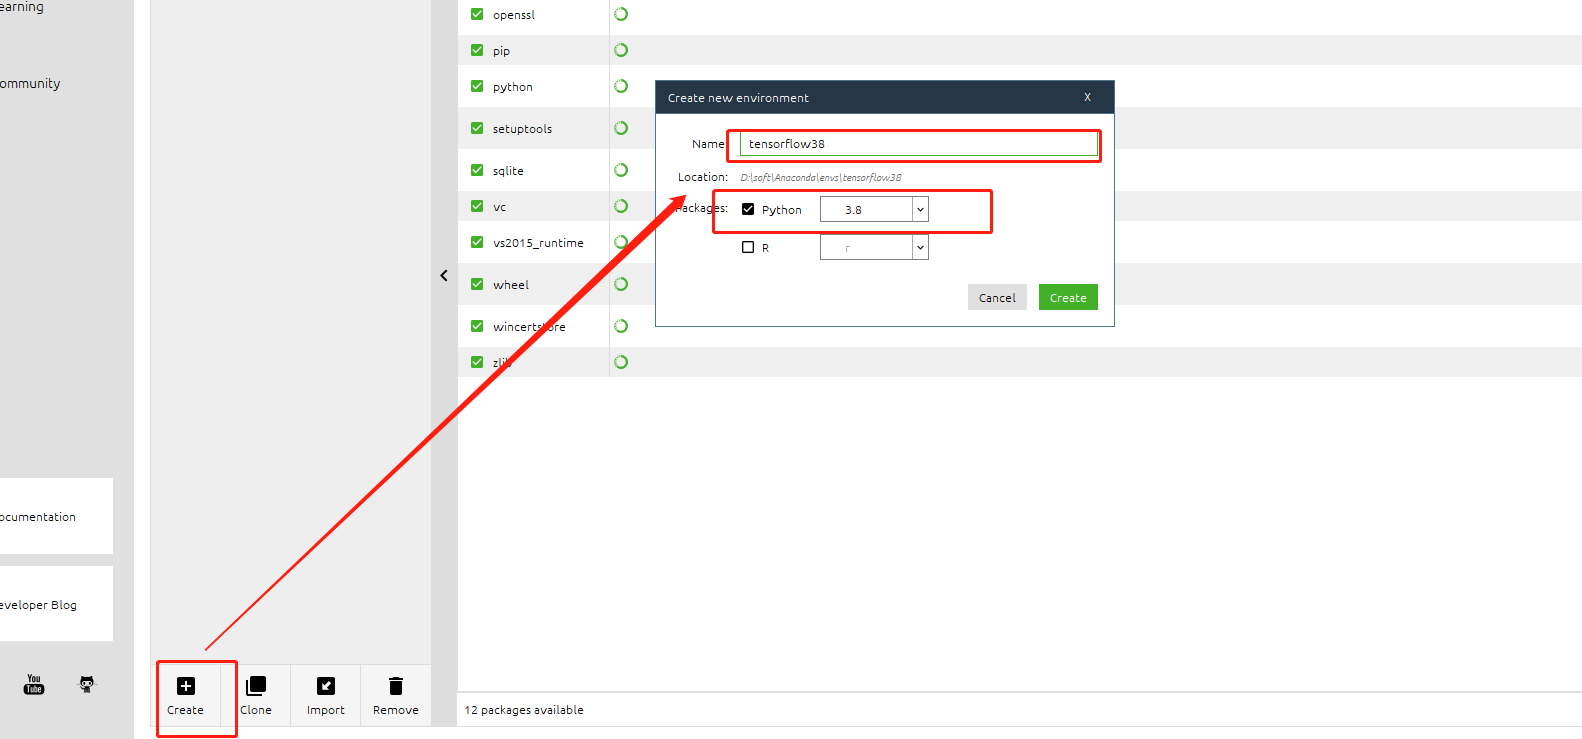 earning
ommunity
ocumentation
eveloper Blog
You
Tube
Create
Clone
Import
Remove
openssl
pip
python
setuptools
sqlite
vc
vs2015_runtime
wheel
wincertstore
zlib
12 packages available
Create new environment
X
Name
tensorflow38
Location:
D:\soft\Anaconda\envs\tensorflow38
Packages:
Python
3.8
R
r
Cancel
Create